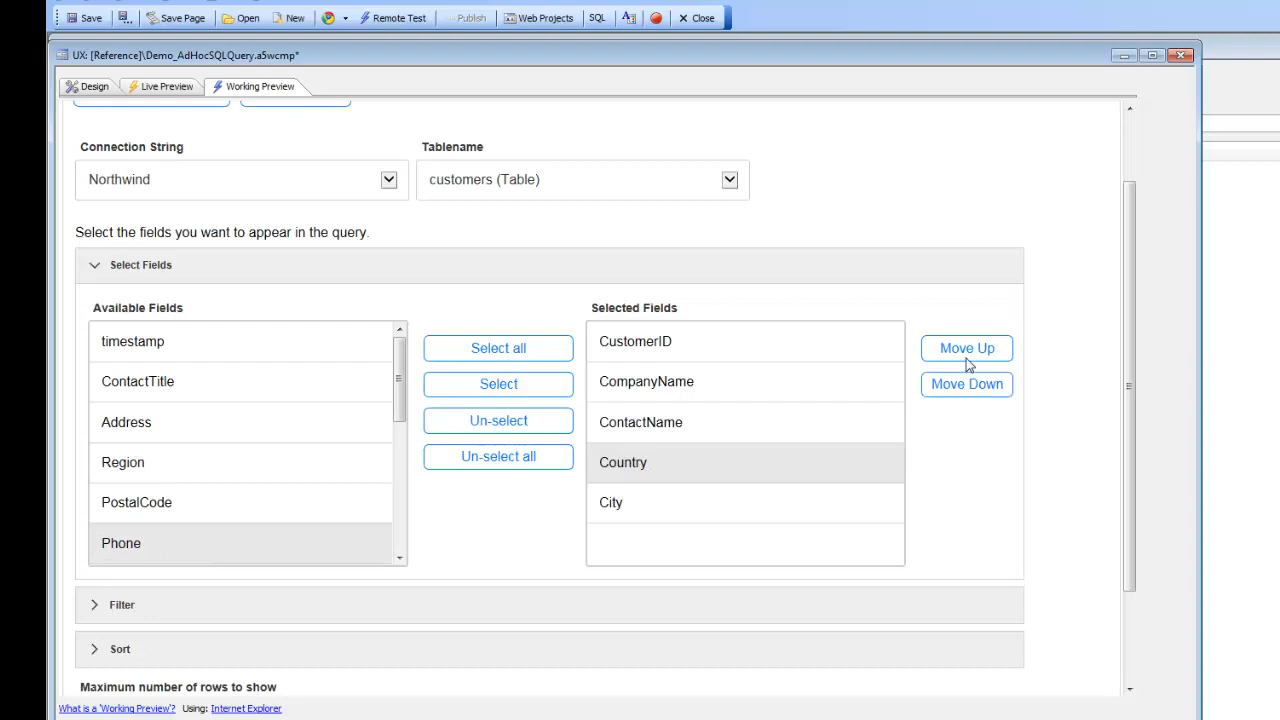 Save Save Page Open New Remote Test Publish Web Projects SQL Close
UX: [Reference]\Demo_AdHocSQLQuery.a5wcmp*
Design Live Preview Working Preview
Connection String Tablename
Northwind customers (Table)
Select the fields you want to appear in the query.
Select Fields
Available Fields Selected Fields
timestamp Select all CustomerID Move Up
ContactTitle Select CompanyName Move Down
Address Un-select ContactName
Region Un-select all Country
PostalCode City
Phone
Filter
Sort
Maximum number of rows to show
What is a 'Working Preview'? Using: Internet Explorer